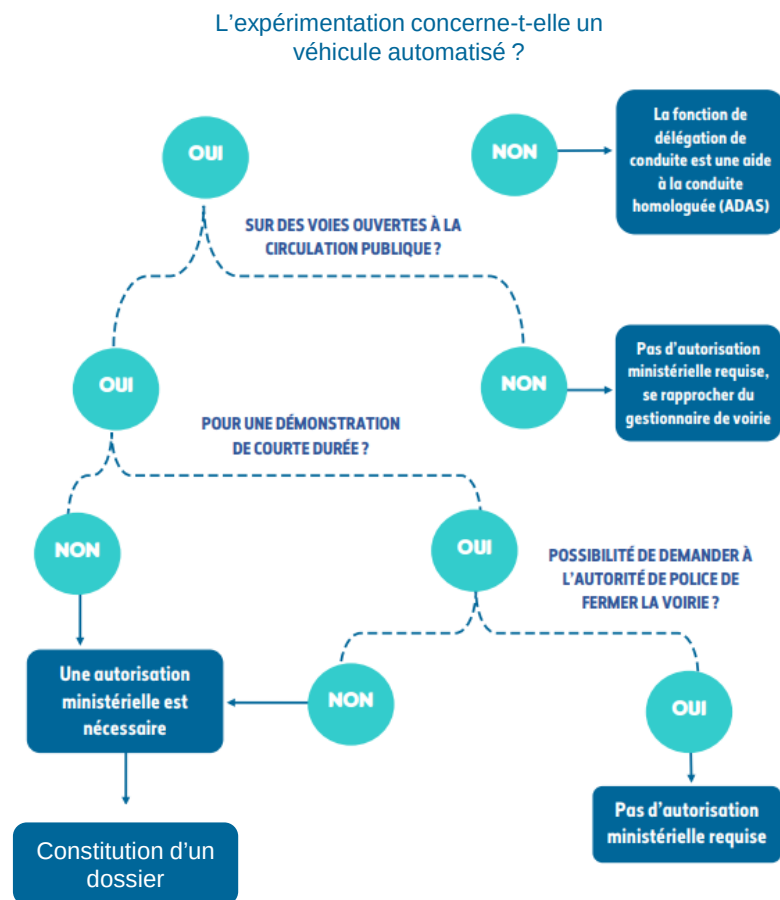 L'expérimentation concerne-t-elle un
véhicule automatisé ?
OUI
NON
La fonction de
délégation de
conduite est une aide
à la conduite
homologuée (ADAS)
SUR DES VOIES OUVERTES À LA
CIRCULATION PUBLIQUE ?
OUI
NON
Pas d'autorisation
ministérielle requise,
se rapprocher du
gestionnaire de voirie
POUR UNE DÉMONSTRATION
DE COURTE DURÉE ?
NON
OUI
POSSIBILITÉ DE DEMANDER À
L'AUTORITÉ DE POLICE DE
FERMER LA VOIRIE ?
Une autorisation
ministérielle est
nécessaire
NON
OUI
Pas d'autorisation
ministérielle requise
Constitution d'un
dossier